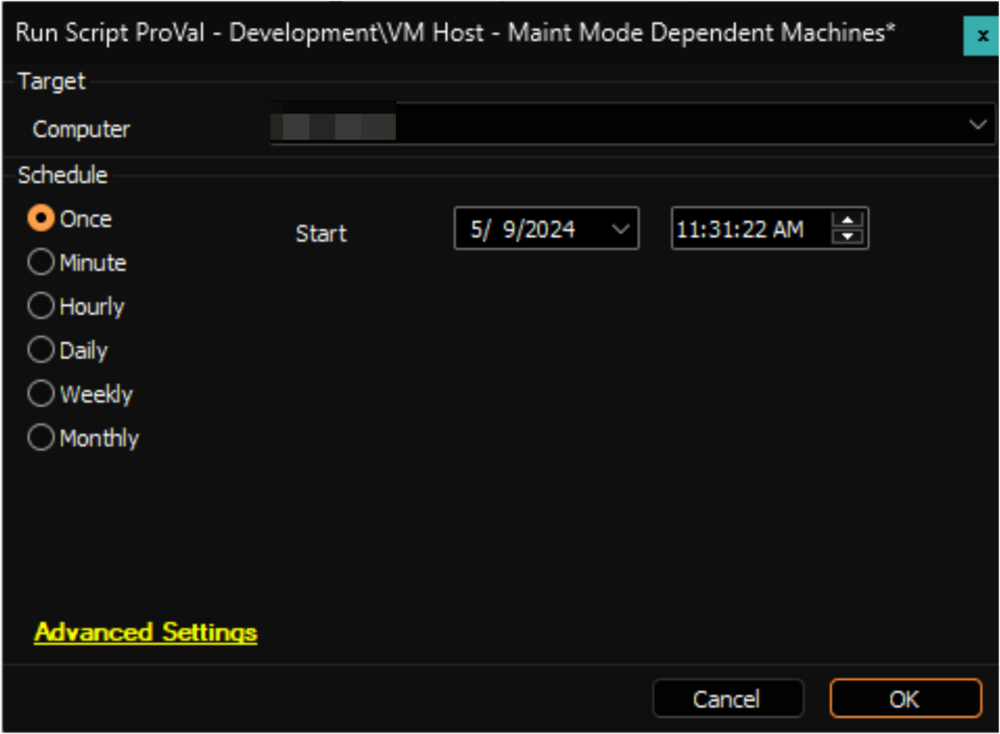 Run Script ProVal - Development\VM Host - Maint Mode Dependent Machines*
x
Target
Computer
Schedule
Once
Start
5/ 9/2024
11:31:22 AM
Minute
Hourly
Daily
Weekly
Monthly
Advanced Settings
Cancel
OK